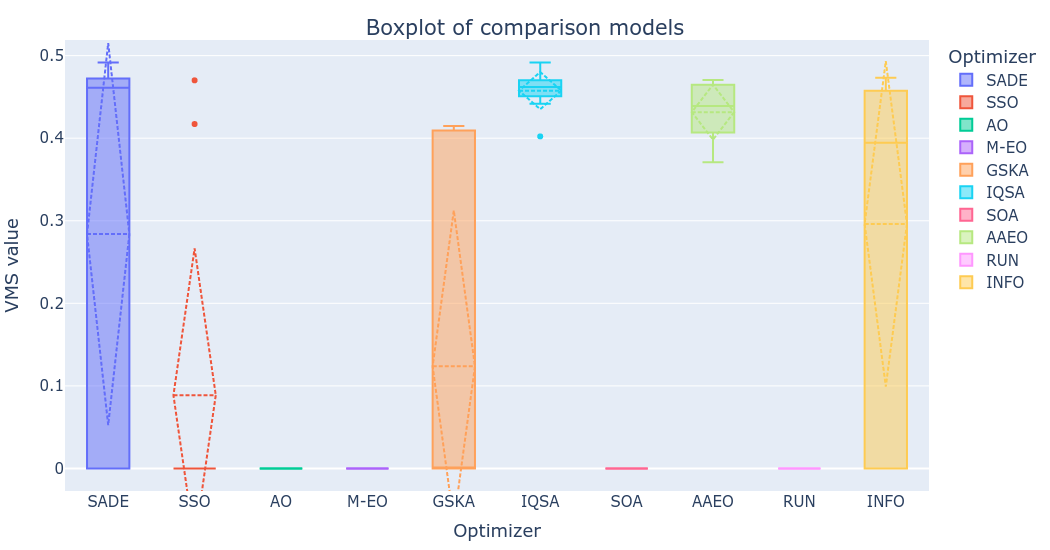 Boxplot of comparison models
VMS value
0.5
0.4
0.3
0.2
0.1
0
SADE SSO AO M-EO GSKA IQSA SOA AAEO RUN INFO
Optimizer
Optimizer
SADE
SSO
AO
M-EO
GSKA
IQSA
SOA
AAEO
RUN
INFO